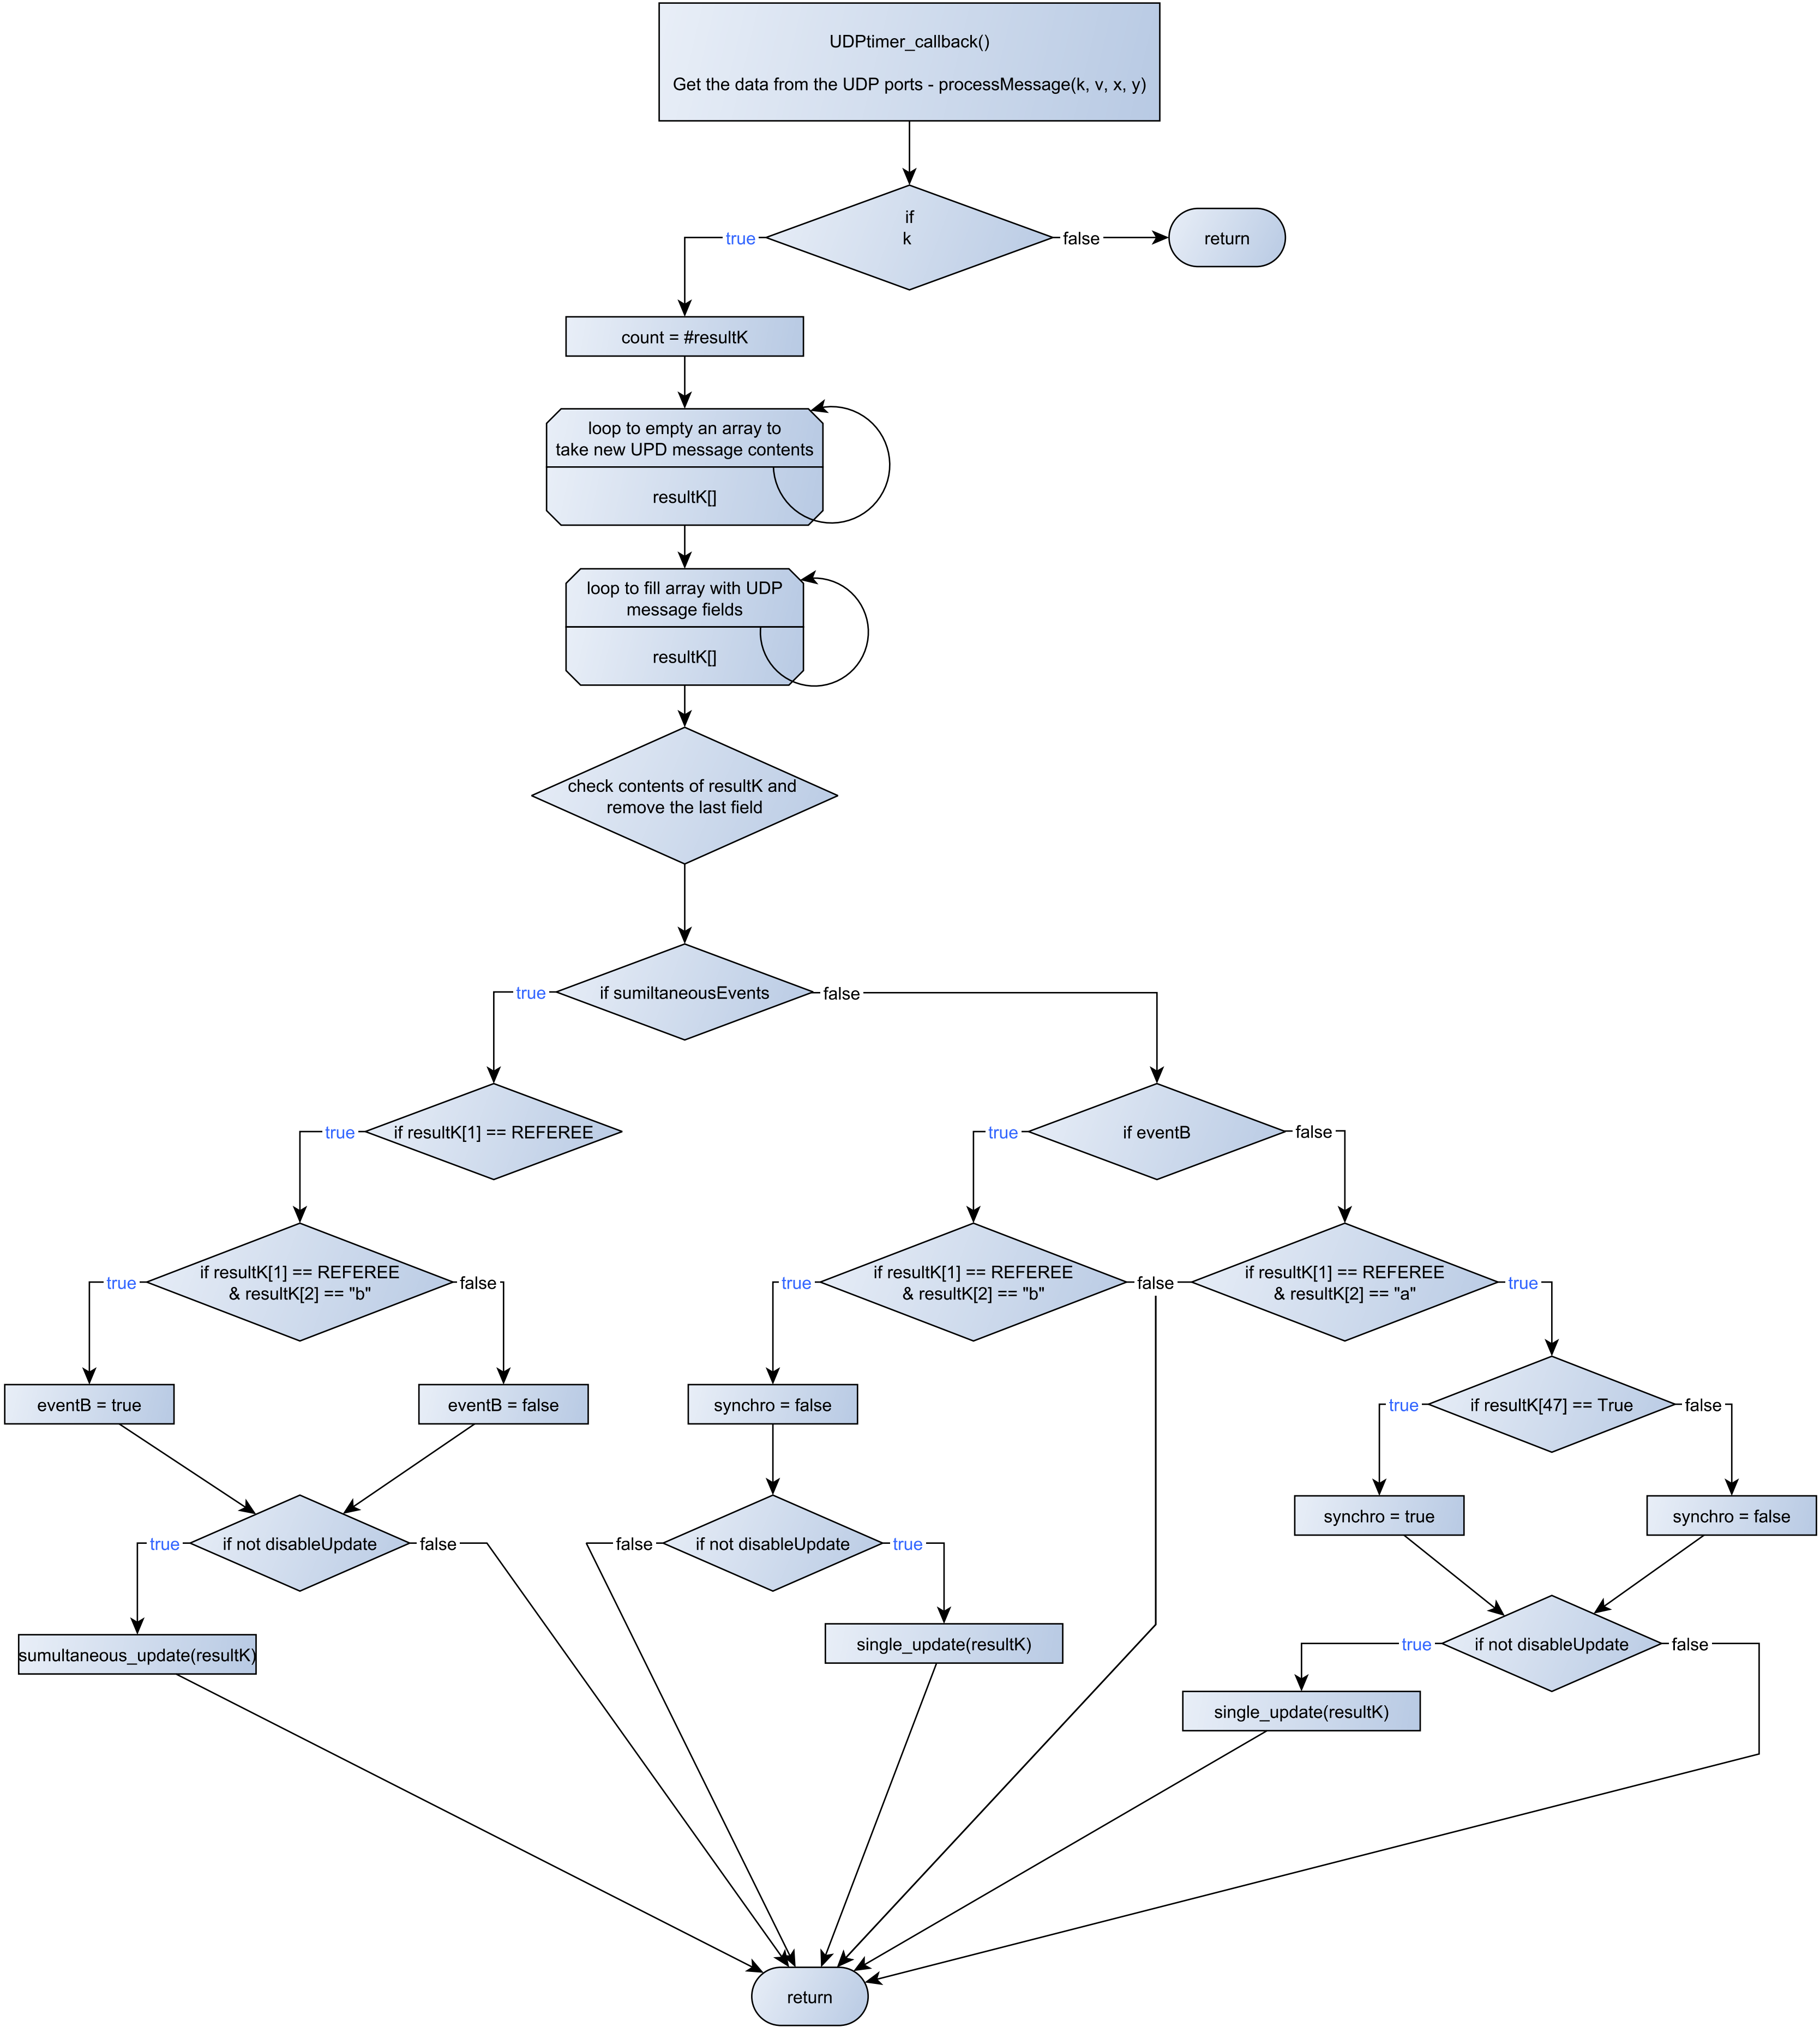 UDPtimer_callback()
Get the data from the UDP ports - processMessage(k, v, x, y)
if
k
true
false
return
count = #resultK
loop to empty an array to
take new UPD message contents
resultK[]
loop to fill array with UDP
message fields
resultK[]
check contents of resultK and
remove the last field
if sumiltaneousEvents
true
false
if resultK[1] == REFEREE
true
if eventB
true
false
if resultK[1] == REFEREE
& resultK[2] == "b"
true
false
if resultK[1] == REFEREE
& resultK[2] == "b"
true
false
if resultK[1] == REFEREE
& resultK[2] == "a"
true
eventB = true
eventB = false
synchro = false
if resultK[47] == True
true
false
synchro = true
synchro = false
if not disableUpdate
true
false
if not disableUpdate
false
true
if not disableUpdate
true
false
sumultaneous_update(resultK)
single_update(resultK)
single_update(resultK)
return